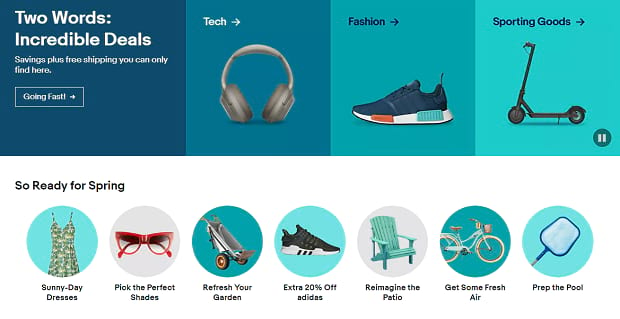 Two Words:
Incredible Deals
Savings plus free shipping you can only
find here.
Going Fast! →
Tech →
Fashion →
Sporting Goods →
So Ready for Spring
Sunny-Day
Dresses
Pick the Perfect
Shades
Refresh Your
Garden
Extra 20% Off
adidas
Reimagine the
Patio
Get Some Fresh
Air
Prep the Pool